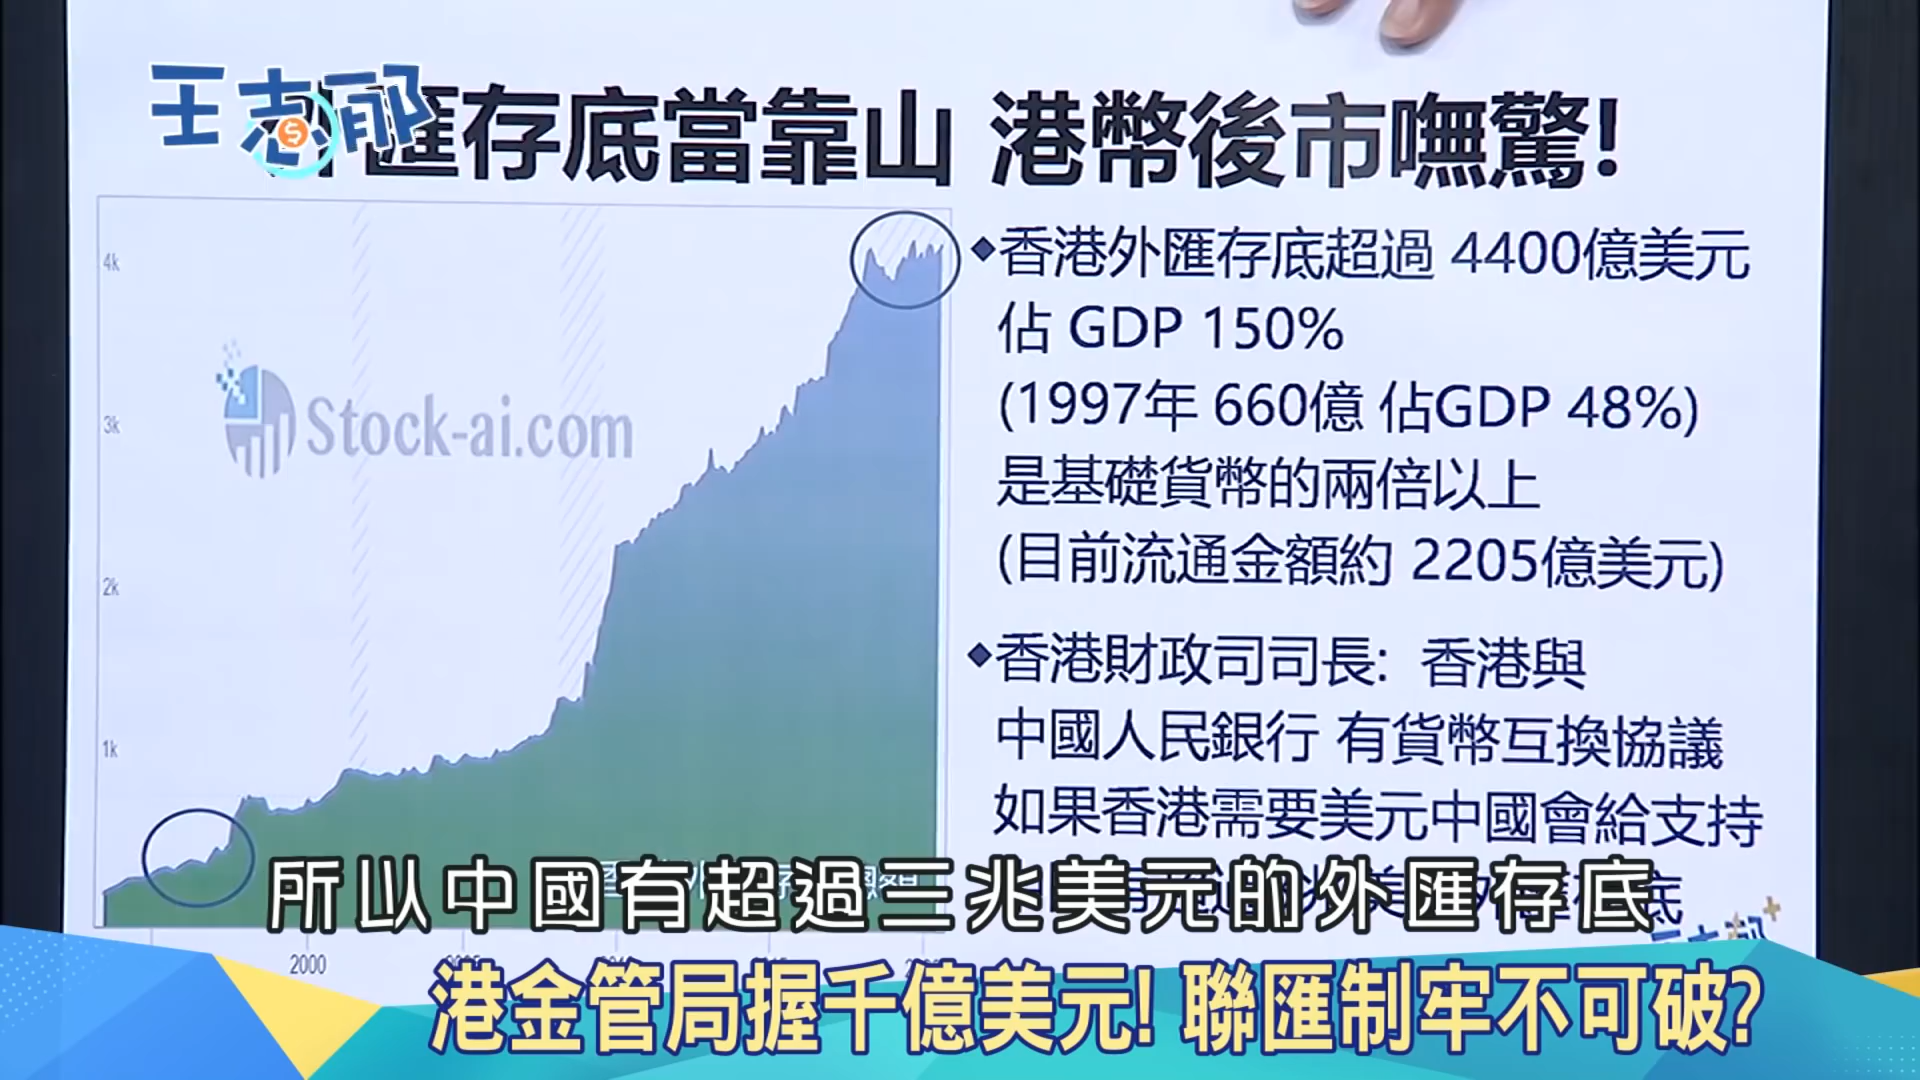 王志郁
匯存底當靠山 港幣後市嘸驚!
4k
3k
2k
1k
Stock-ai.com
◆香港外匯存底超過 4400億美元
佔 GDP 150%
(1997年 660億 佔GDP 48%)
是基礎貨幣的兩倍以上
(目前流通金額約 2205億美元)
◆香港財政司司長: 香港與
中國人民銀行 有貨幣互換協議
如果香港需要美元中國會給支持
所以中國有超過三兆美元的外匯存底
2000
港金管局握千億美元! 聯匯制牢不可破?